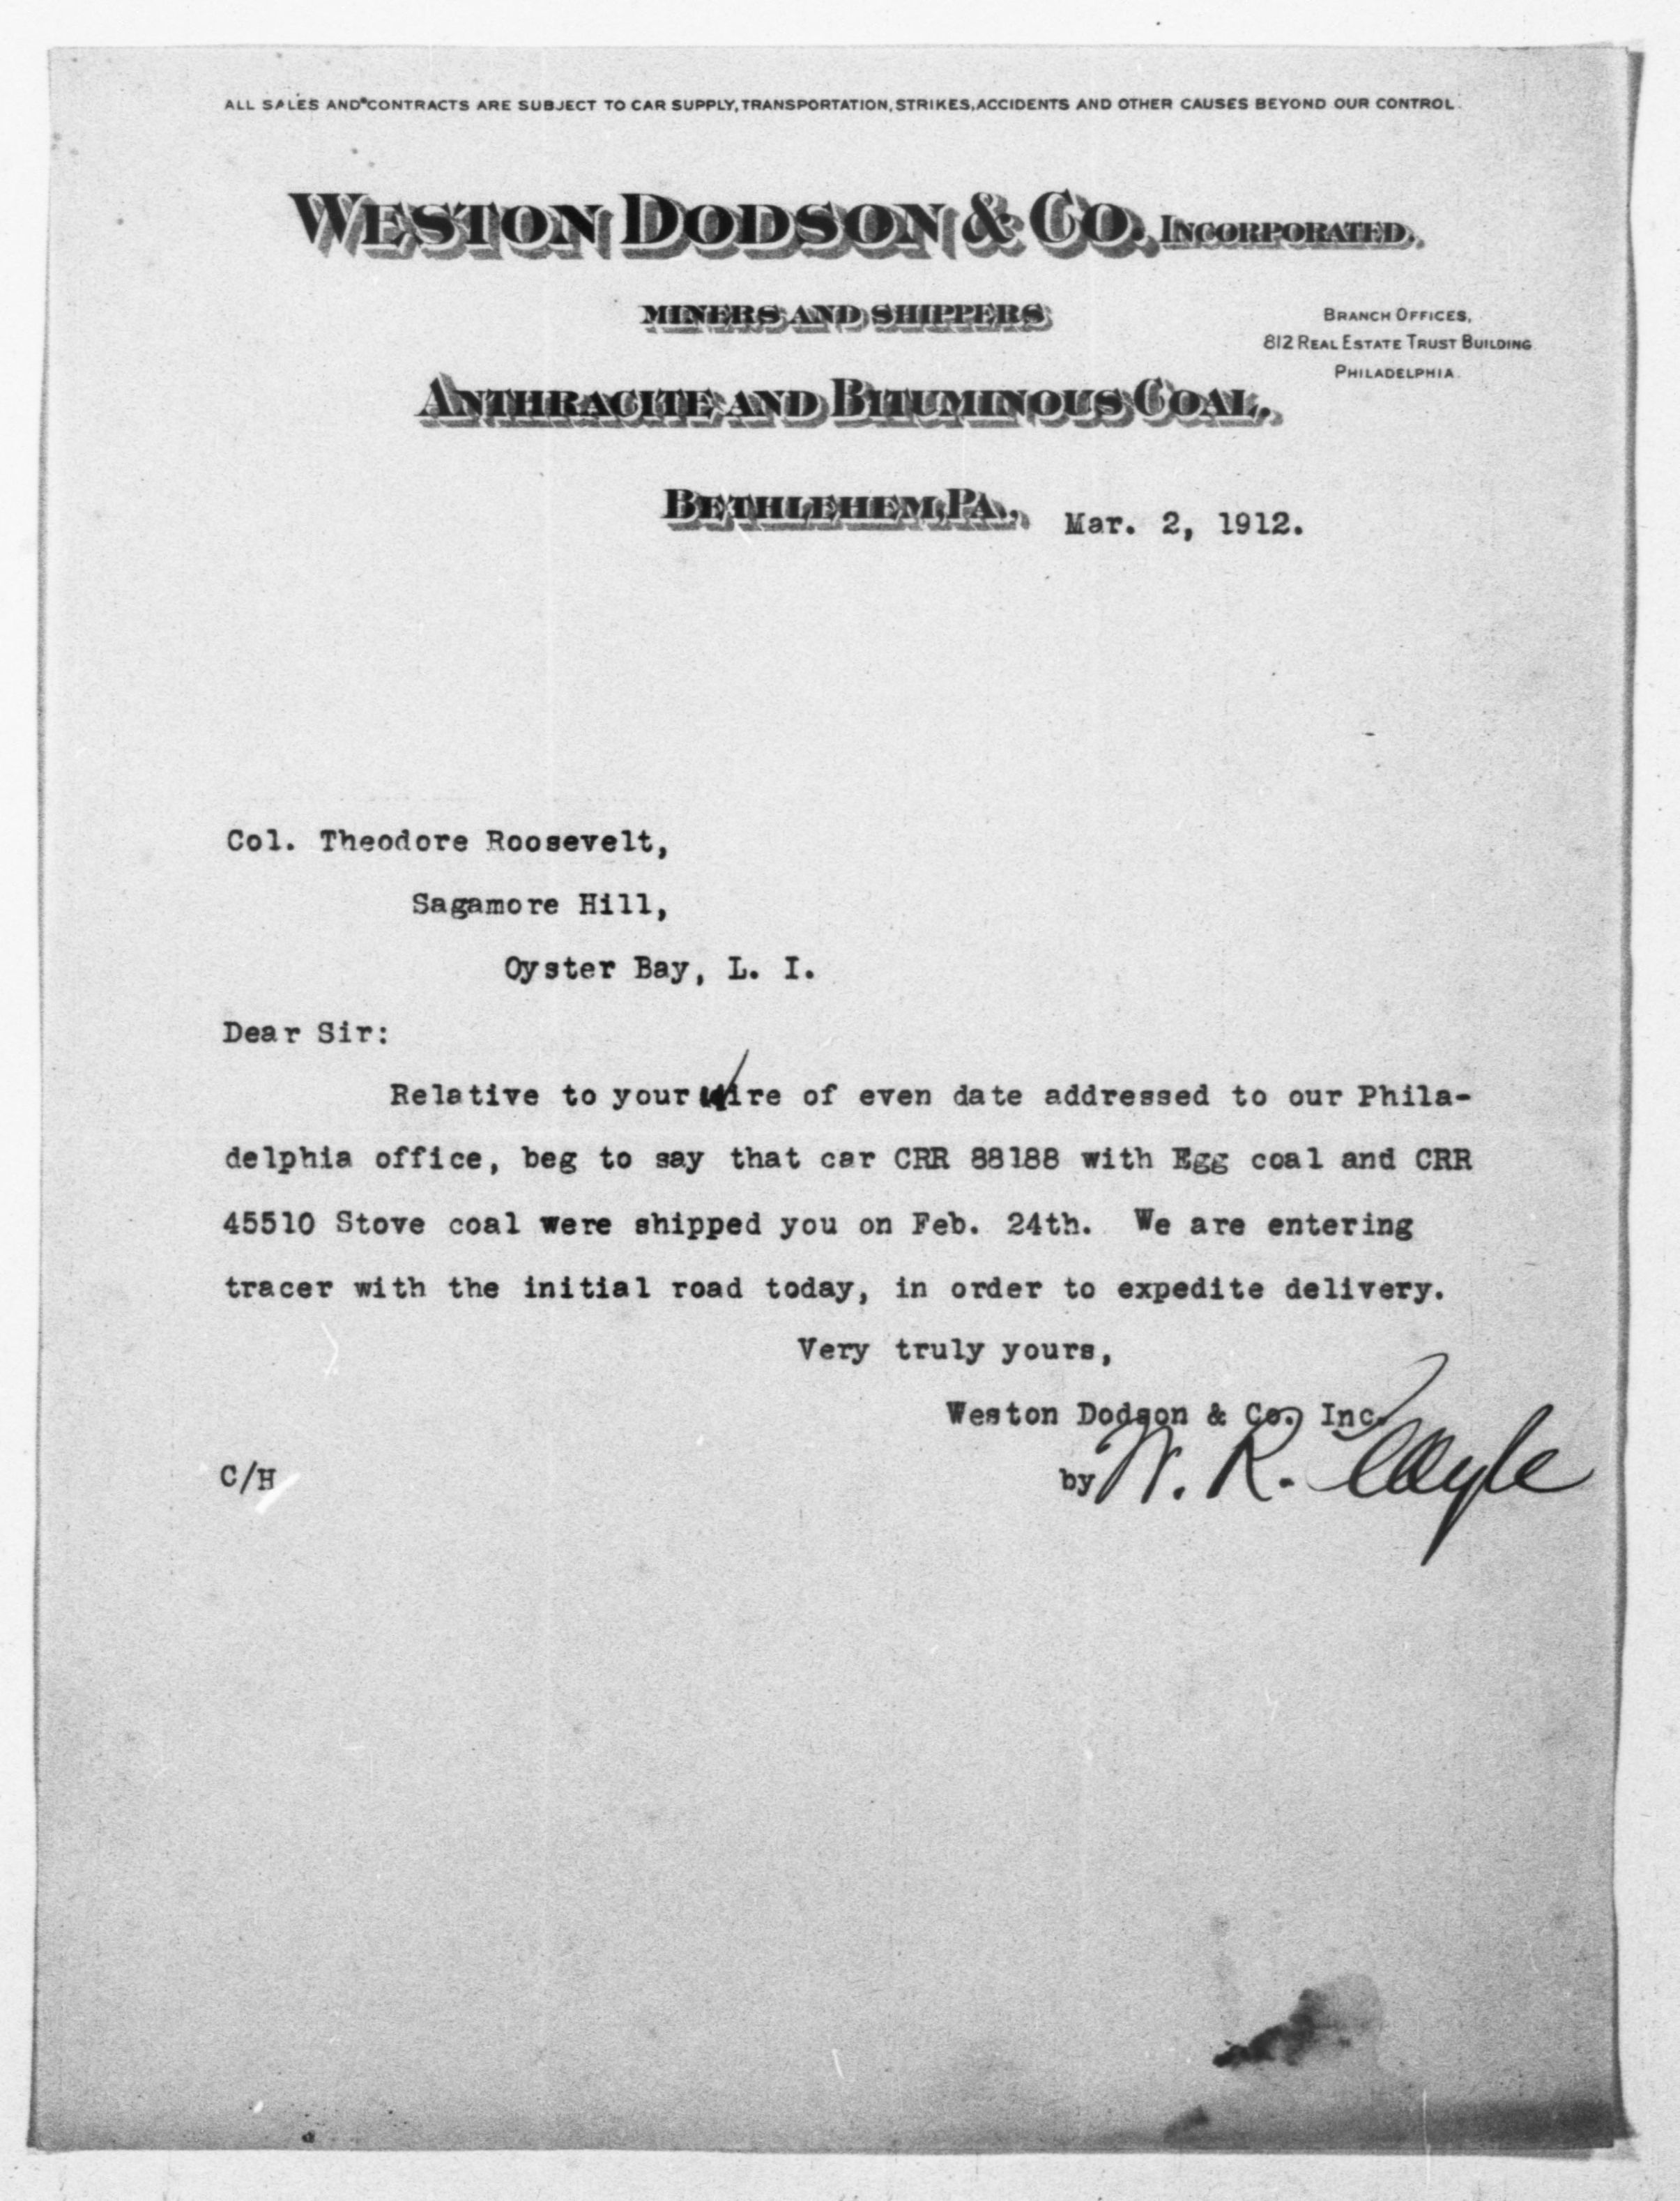 ALL SALES AND CONTRACTS ARE SUBJECT TO CAR SUPPLY, TRANSPORTATION, STRIKES, ACCIDENTS AND OTHER CAUSES BEYOND OUR CONTROL.
WESTON DODSON & CO. INCORPORATED.
MINERS AND SHIPPERS
BRANCH OFFICES,
812 REAL ESTATE TRUST BUILDING
PHILADELPHIA.
ANTHRACITE AND BITUMINOUS COAL.
BETHLEHEM, PA., Mar. 2, 1912.
Col. Theodore Roosevelt,
Sagamore Hill,
Oyster Bay, L. I.
Dear Sir:
Relative to your wire of even date addressed to our Phila-
delphia office, beg to say that car CRR 88188 with Egg coal and CRR
45510 Stove coal were shipped you on Feb. 24th. We are entering
tracer with the initial road today, in order to expedite delivery.
Very truly yours,
Weston Dodson & Co. Inc.
by W. R. Coyle
C/H